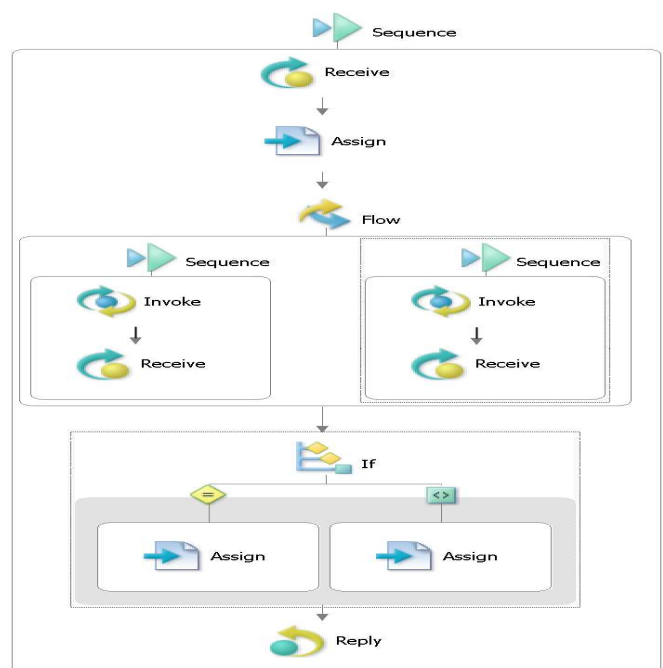 Sequence
Receive
Assign
Flow
Sequence Sequence
Invoke Invoke
Receive Receive
If
= <>
Assign Assign
Reply